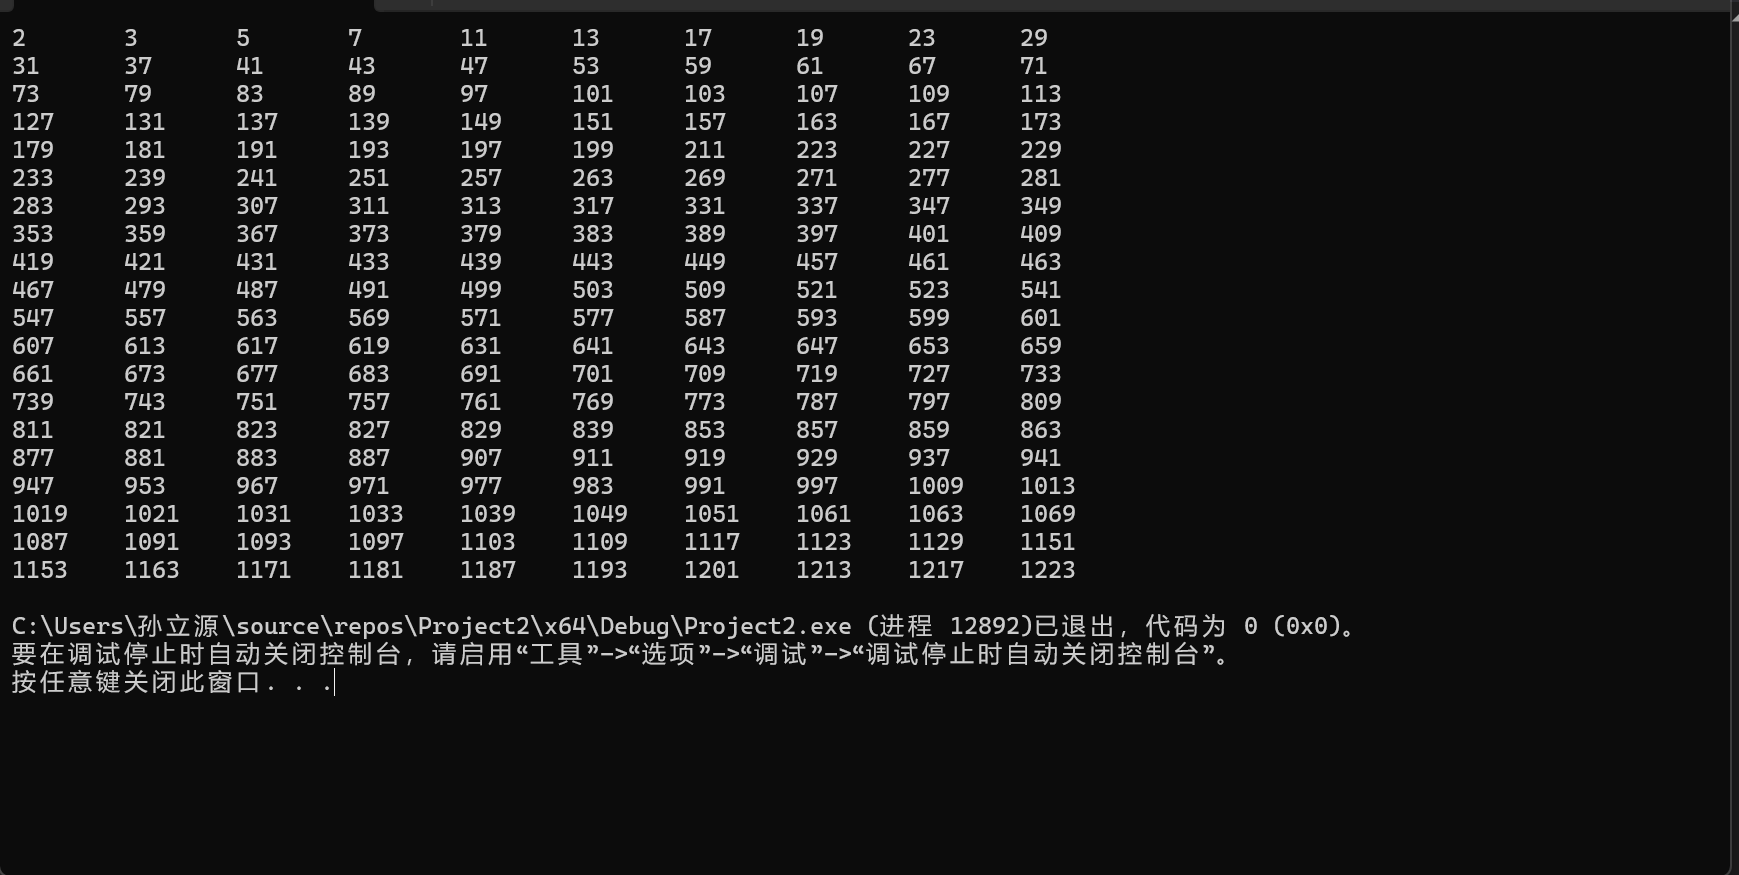 2 3 5 7 11 13 17 19 23 29
31 37 41 43 47 53 59 61 67 71
73 79 83 89 97 101 103 107 109 113
127 131 137 139 149 151 157 163 167 173
179 181 191 193 197 199 211 223 227 229
233 239 241 251 257 263 269 271 277 281
283 293 307 311 313 317 331 337 347 349
353 359 367 373 379 383 389 397 401 409
419 421 431 433 439 443 449 457 461 463
467 479 487 491 499 503 509 521 523 541
547 557 563 569 571 577 587 593 599 601
607 613 617 619 631 641 643 647 653 659
661 673 677 683 691 701 709 719 727 733
739 743 751 757 761 769 773 787 797 809
811 821 823 827 829 839 853 857 859 863
877 881 883 887 907 911 919 929 937 941
947 953 967 971 977 983 991 997 1009 1013
1019 1021 1031 1033 1039 1049 1051 1061 1063 1069
1087 1091 1093 1097 1103 1109 1117 1123 1129 1151
1153 1163 1171 1181 1187 1193 1201 1213 1217 1223
C:\Users\孙立源\source\repos\Project2\x64\Debug\Project2.exe (进程 12892)已退出，代码为 0 (0x0)。
要在调试停止时自动关闭控制台，请启用“工具”->“选项”->“调试”->“调试停止时自动关闭控制台”。
按任意键关闭此窗口. . .